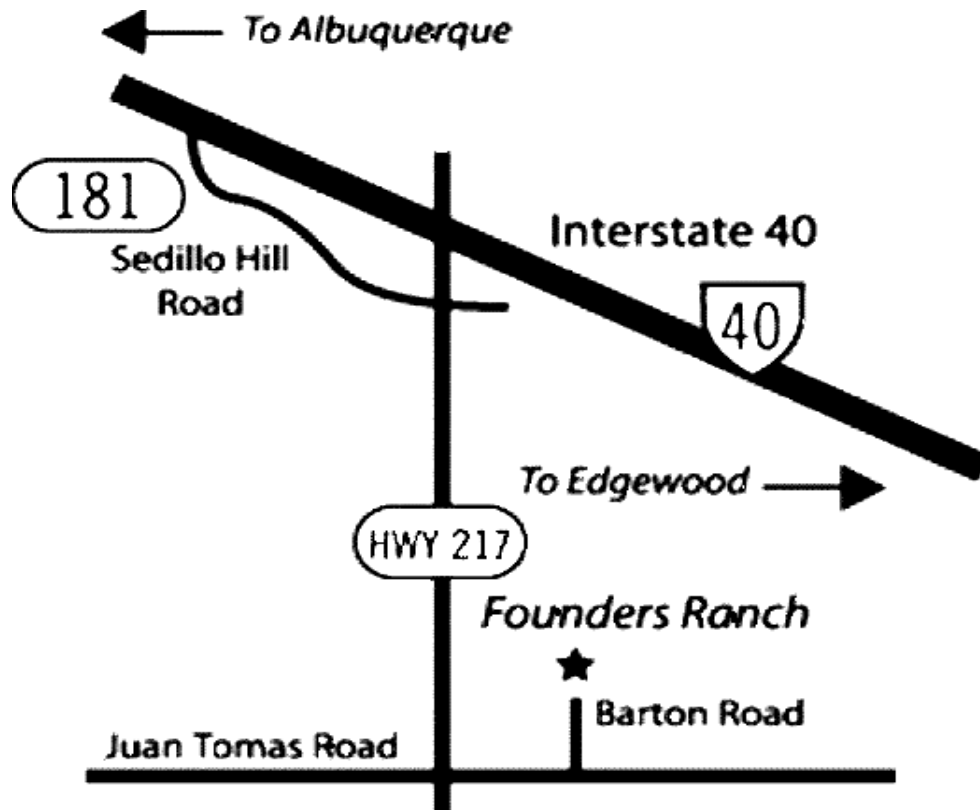 To Albuquerque
181
Sedillo Hill
Road
Interstate 40
40
To Edgewood
HWY 217
Founders Ranch
Barton Road
Juan Tomas Road